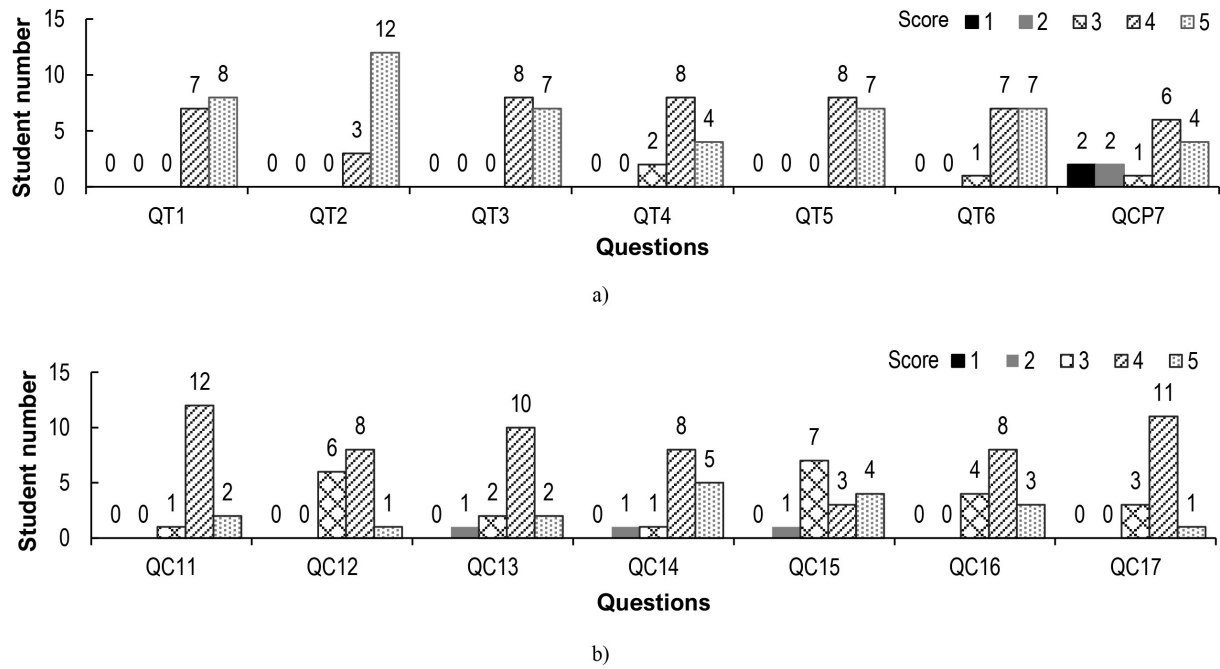 Score 1 2 3 4 5
Student number
15
10
5
0
0 0 0 7 8
0 0 0 3 12
0 0 0 8 7
0 0 2 8 4
0 0 0 8 7
0 0 1 7 7
2 2 1 6 4
QT1 QT2 QT3 QT4 QT5 QT6 QCP7
Questions
a)
Score 1 2 3 4 5
Student number
15
10
5
0
0 0 1 12 2
0 0 6 8 1
0 1 2 10 2
0 1 1 8 5
0 1 7 3 4
0 0 4 8 3
0 0 3 11 1
QC11 QC12 QC13 QC14 QC15 QC16 QC17
Questions
b)